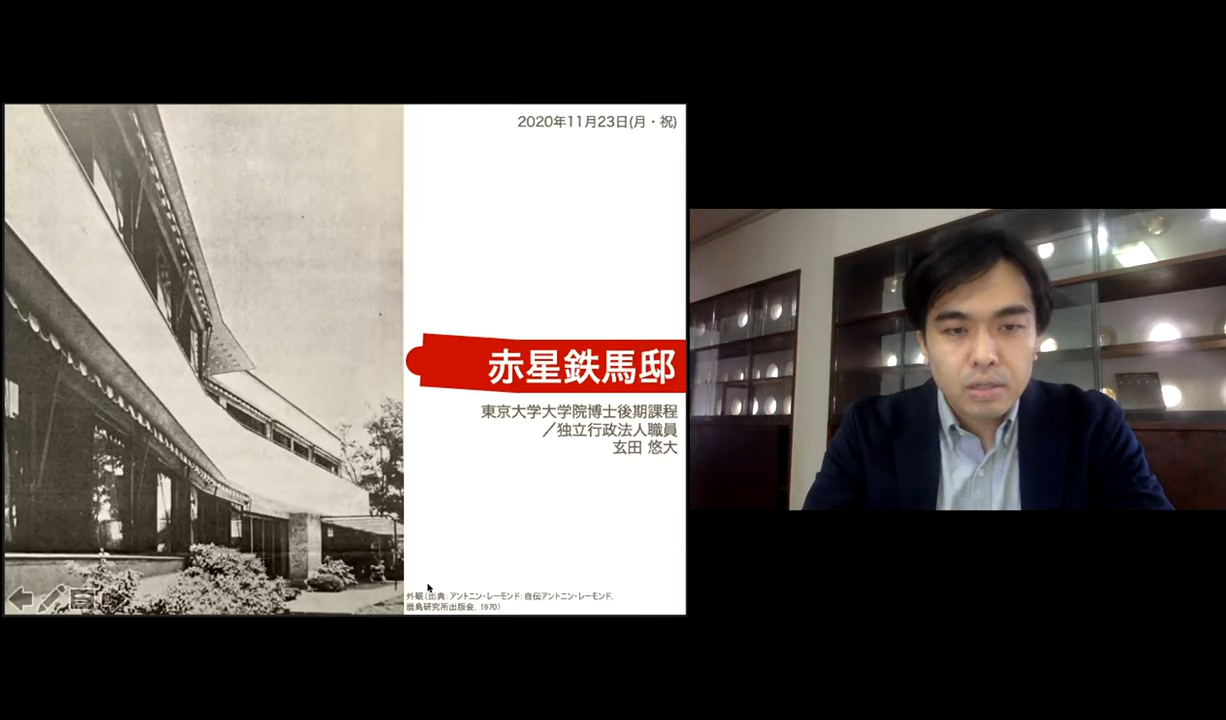 2020年11月23日(月・祝)
赤星鉄馬邸
東京大学大学院博士後期課程
／独立行政法人職員
玄田 悠大
外観（出典：アントニン・レーモンド：自伝アントニン・レーモンド,
鹿島研究所出版会, 1970）